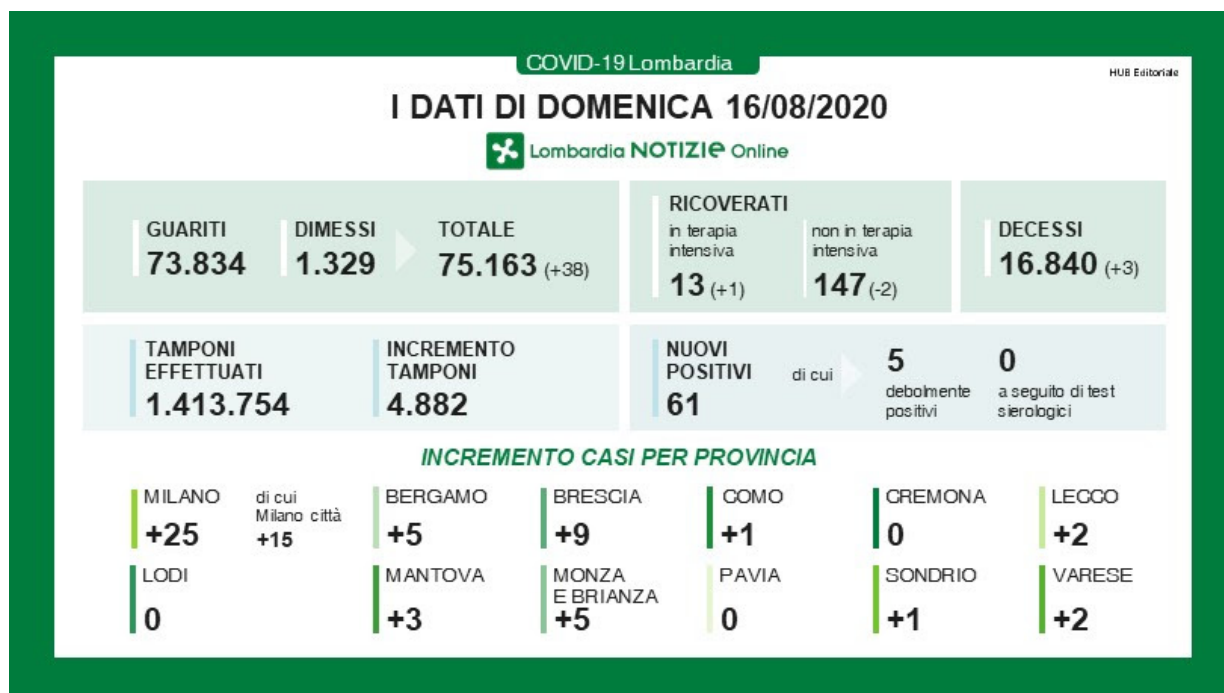 COVID-19 Lombardia
HUB Editoriale
I DATI DI DOMENICA 16/08/2020
Lombardia NOTIZIE Online
GUARITI
73.834
DIMESSI
1.329
TOTALE
75.163 (+38)
RICOVERATI
in terapia
intensiva
13 (+1)
non in terapia
intensiva
147 (-2)
DECESSI
16.840 (+3)
TAMPONI
EFFETTUATI
1.413.754
INCREMENTO
TAMPONI
4.882
NUOVI
POSITIVI
61
di cui
5
debolmente
positivi
0
a seguito di test
sierologici
INCREMENTO CASI PER PROVINCIA
MILANO
+25
di cui
Milano città
+15
BERGAMO
+5
BRESCIA
+9
COMO
+1
CREMONA
0
LECCO
+2
LODI
0
MANTOVA
+3
MONZA
E BRIANZA
+5
PAVIA
0
SONDRIO
+1
VARESE
+2